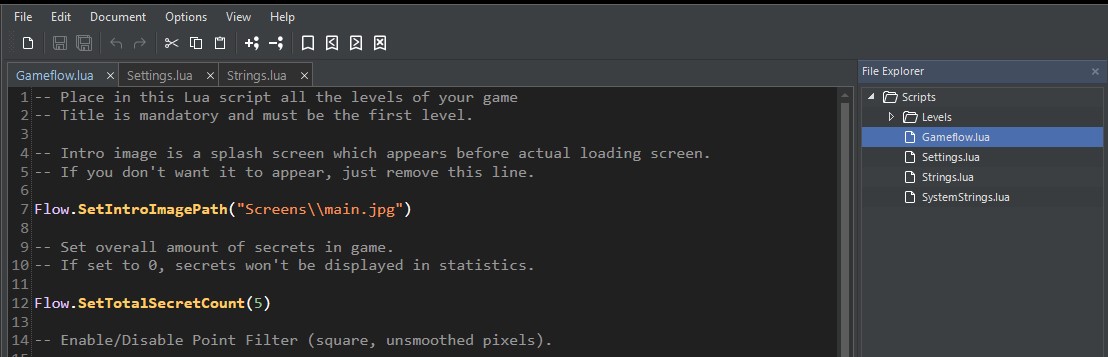 File Edit Document Options View Help
Gameflow.lua × Settings.lua × Strings.lua ×
1 -- Place in this Lua script all the levels of your game
2 -- Title is mandatory and must be the first level.
3
4 -- Intro image is a splash screen which appears before actual loading screen.
5 -- If you don't want it to appear, just remove this line.
6
7 Flow.SetIntroImagePath("Screens\\main.jpg")
8
9 -- Set overall amount of secrets in game.
10 -- If set to 0, secrets won't be displayed in statistics.
11
12 Flow.SetTotalSecretCount(5)
13
14 -- Enable/Disable Point Filter (square, unsmoothed pixels).
File Explorer ×
Scripts
Levels
Gameflow.lua
Settings.lua
Strings.lua
SystemStrings.lua